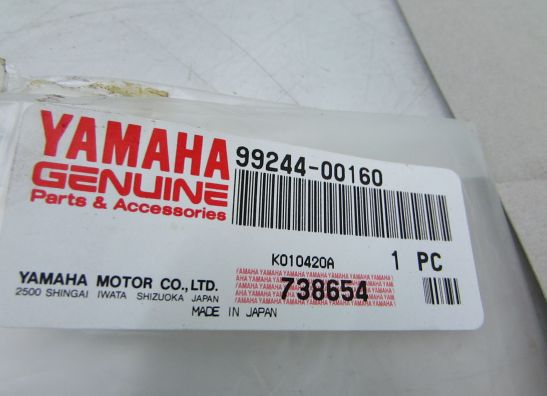 YAMAHA 99244-00160
GENUINE
Parts & Accessories
K010420A 1 PC
YAMAHA MOTOR CO., LTD.
2500 SHINGAI IWATA SHIZUOKA JAPAN
738654
MADE IN JAPAN